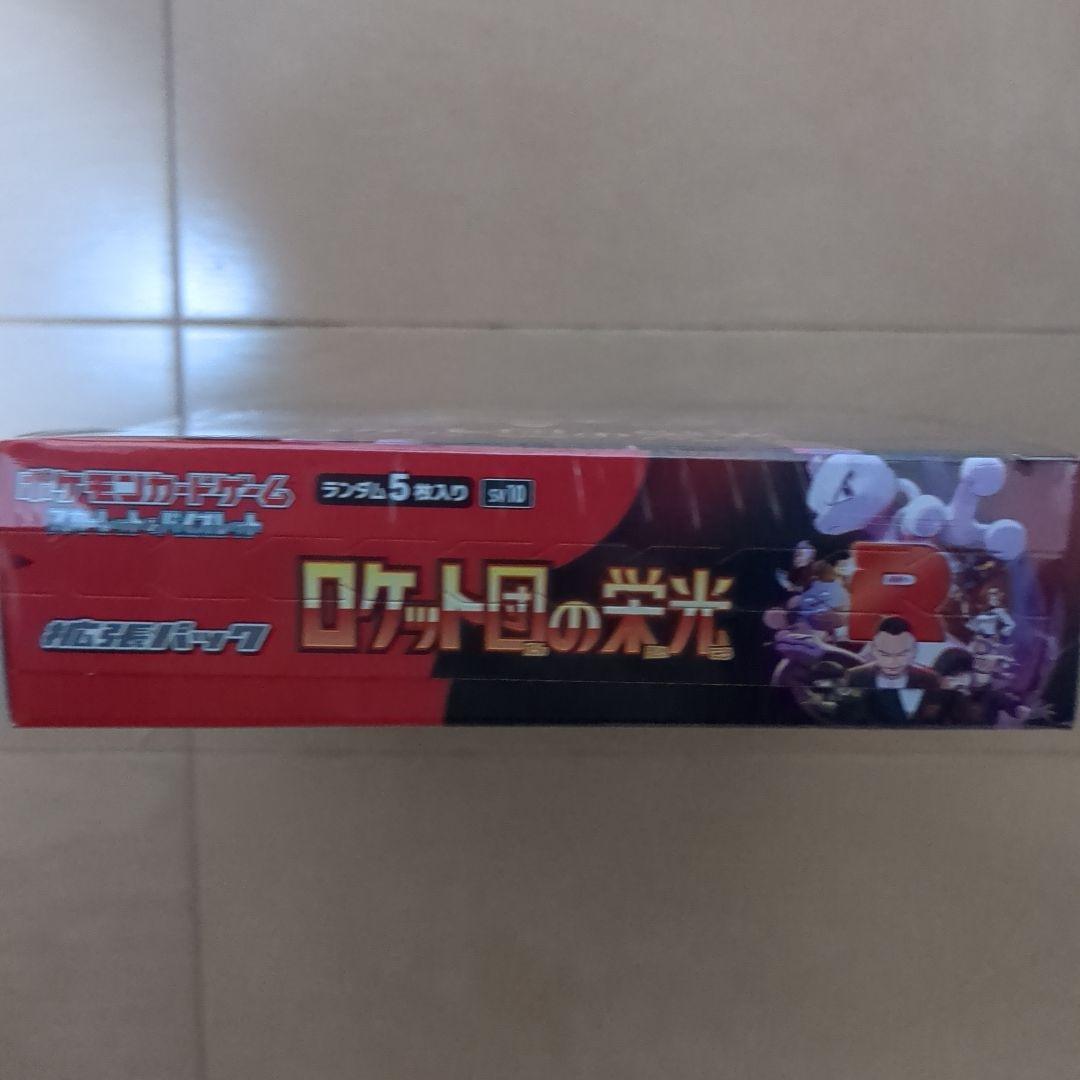 ポケモンカードゲーム
スカーレット&バイオレット
ランダム5枚入り
SV10
拡張パック
ロケット団の栄光
R